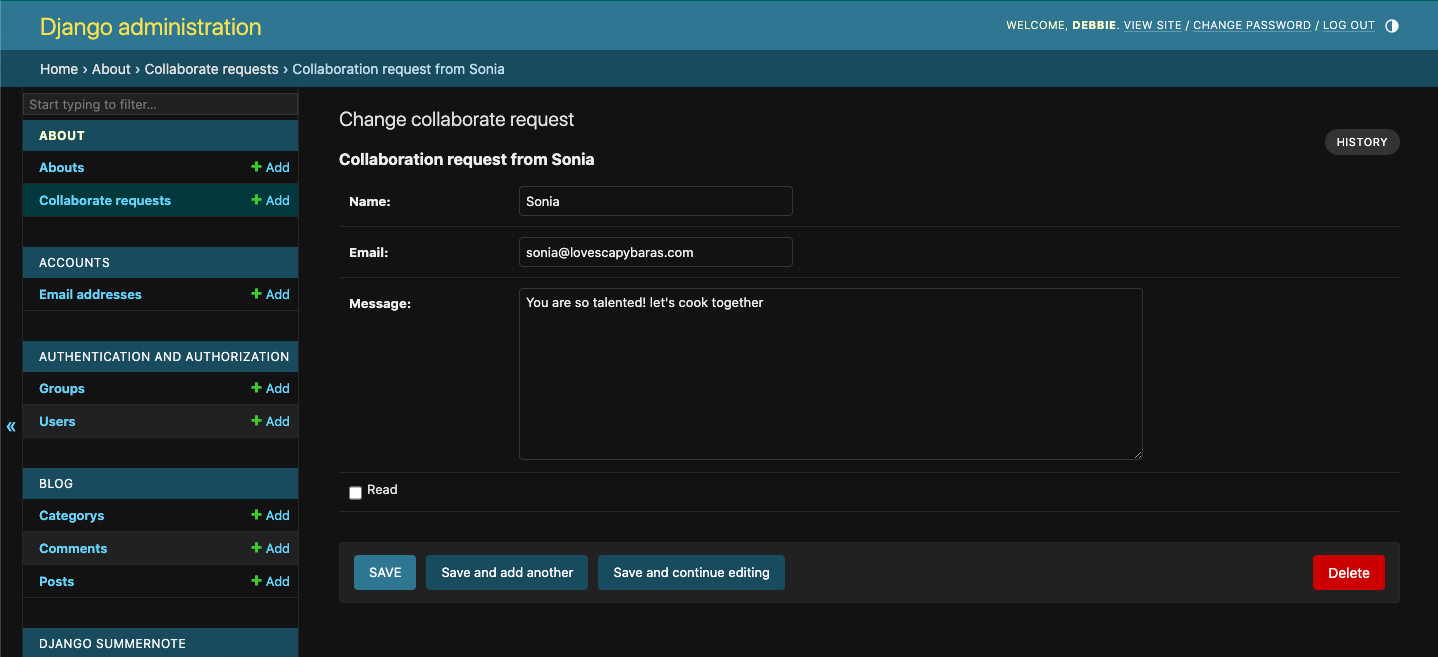 Django administration
WELCOME, DEBBIE. VIEW SITE / CHANGE PASSWORD / LOG OUT
Home › About › Collaborate requests › Collaboration request from Sonia
Start typing to filter...
ABOUT
Abouts + Add
Collaborate requests + Add
ACCOUNTS
Email addresses + Add
AUTHENTICATION AND AUTHORIZATION
Groups + Add
Users + Add
BLOG
Categorys + Add
Comments + Add
Posts + Add
DJANGO SUMMERNOTE
«
Change collaborate request
HISTORY
Collaboration request from Sonia
Name: Sonia
Email: sonia@lovescapybaras.com
Message: You are so talented! let's cook together
Read
SAVE Save and add another Save and continue editing Delete